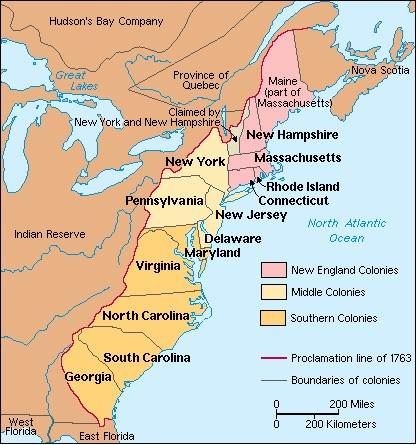 Hudson's Bay Company
Great
Lakes
Province of
Quebec
Nova Scotia
Maine
(part of
Massachusetts)
Claimed by
New York and New Hampshire
New Hampshire
New York
Massachusetts
Rhode Island
Connecticut
Pennsylvania
New Jersey
North Atlantic
Ocean
Indian Reserve
Delaware
Maryland
Virginia
North Carolina
South Carolina
Georgia
West
Florida
East Florida
New England Colonies
Middle Colonies
Southern Colonies
Proclamation line of 1763
Boundaries of colonies
0 200 Miles
0 200 Kilometers